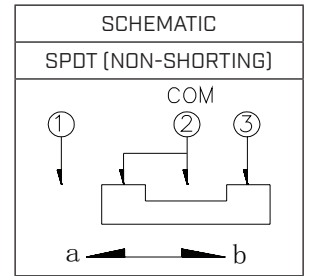 SCHEMATIC
SPDT (NON-SHORTING)
COM
① ② ③
a b